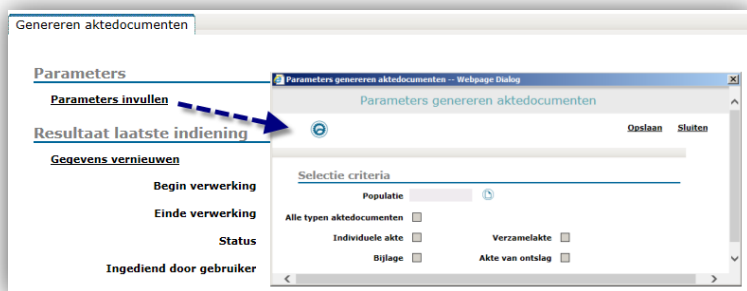 Genereren aktedocumenten
Parameters
Parameters invullen
Resultaat laatste indiening
Gegevens vernieuwen
Begin verwerking
Einde verwerking
Status
Ingediend door gebruiker
Parameters genereren aktedocumenten -- Webpage Dialog
Parameters genereren aktedocumenten
Opslaan Sluiten
Selectie criteria
Populatie
Alle typen aktedocumenten
Individuele akte Verzamelakte
Bijlage Akte van ontslag